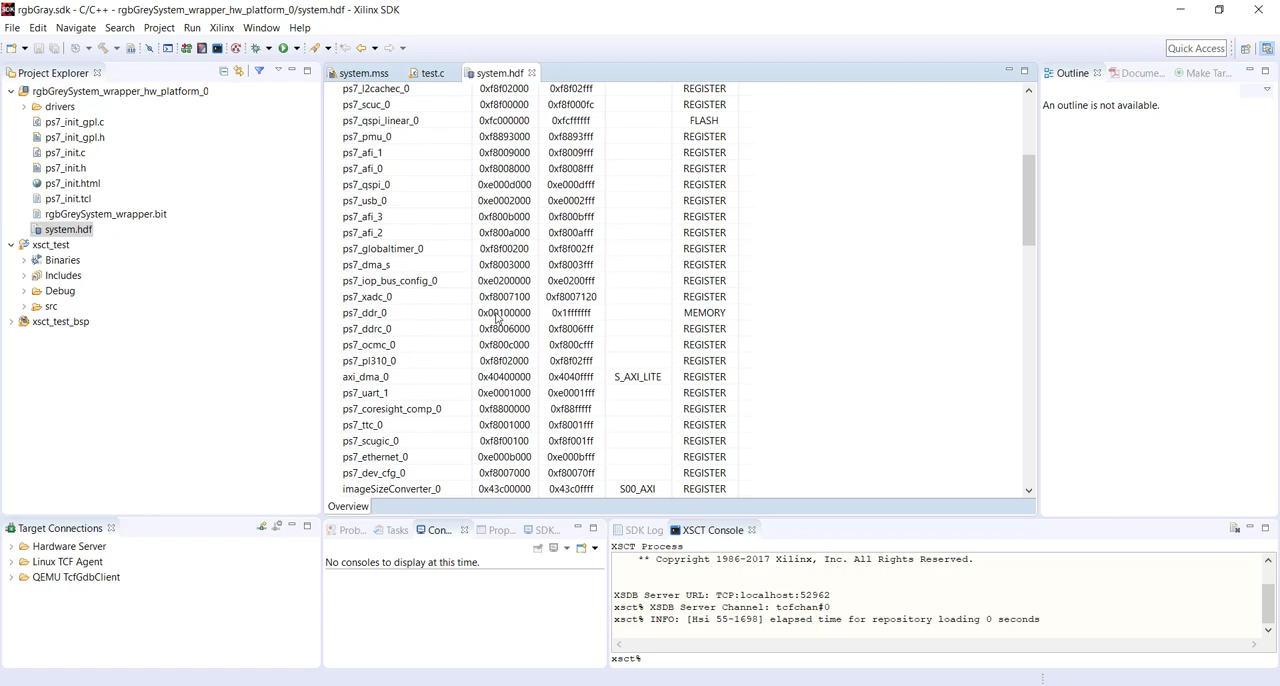 rgbGray.sdk - C/C++ - rgbGreySystem_wrapper_hw_platform_0/system.hdf - Xilinx SDK
File Edit Navigate Search Project Run Xilinx Window Help
Quick Access
Project Explorer
rgbGreySystem_wrapper_hw_platform_0
drivers
ps7_init_gpl.c
ps7_init_gpl.h
ps7_init.c
ps7_init.h
ps7_init.html
ps7_init.tcl
rgbGreySystem_wrapper.bit
system.hdf
xsct_test
Binaries
Includes
Debug
src
xsct_test_bsp
system.mss test.c system.hdf
ps7_l2cachec_0 0xf8f02000 0xf8f02fff REGISTER
ps7_scuc_0 0xf8f00000 0xf8f000fc REGISTER
ps7_qspi_linear_0 0xfc000000 0xfcffffff FLASH
ps7_pmu_0 0xf8893000 0xf8893fff REGISTER
ps7_afi_1 0xf8009000 0xf8009fff REGISTER
ps7_afi_0 0xf8008000 0xf8008fff REGISTER
ps7_qspi_0 0xe000d000 0xe000dfff REGISTER
ps7_usb_0 0xe0002000 0xe0002fff REGISTER
ps7_afi_3 0xf800b000 0xf800bfff REGISTER
ps7_afi_2 0xf800a000 0xf800afff REGISTER
ps7_globaltimer_0 0xf8f00200 0xf8f002ff REGISTER
ps7_dma_s 0xf8003000 0xf8003fff REGISTER
ps7_iop_bus_config_0 0xe0200000 0xe0200fff REGISTER
ps7_xadc_0 0xf8007100 0xf8007120 REGISTER
ps7_ddr_0 0x00100000 0x1fffffff MEMORY
ps7_ddrc_0 0xf8006000 0xf8006fff REGISTER
ps7_ocmc_0 0xf800c000 0xf800cfff REGISTER
ps7_pl310_0 0xf8f02000 0xf8f02fff REGISTER
axi_dma_0 0x40400000 0x4040ffff S_AXI_LITE REGISTER
ps7_uart_1 0xe0001000 0xe0001fff REGISTER
ps7_coresight_comp_0 0xf8800000 0xf88fffff REGISTER
ps7_ttc_0 0xf8001000 0xf8001fff REGISTER
ps7_scugic_0 0xf8f00100 0xf8f001ff REGISTER
ps7_ethernet_0 0xe000b000 0xe000bfff REGISTER
ps7_dev_cfg_0 0xf8007000 0xf80070ff REGISTER
imageSizeConverter_0 0x43c00000 0x43c0ffff S00_AXI REGISTER
Overview
Outline Docume... Make Tar...
An outline is not available.
Target Connections
Hardware Server
Linux TCF Agent
QEMU TcfGdbClient
Prob... Tasks Con... Prop... SDK...
No consoles to display at this time.
SDK Log XSCT Console
XSCT Process
** Copyright 1986-2017 Xilinx, Inc. All Rights Reserved.
XSDB Server URL: TCP:localhost:52962
xsct% XSDB Server Channel: tcfchan#0
xsct% INFO: [Hsi 55-1698] elapsed time for repository loading 0 seconds
xsct%